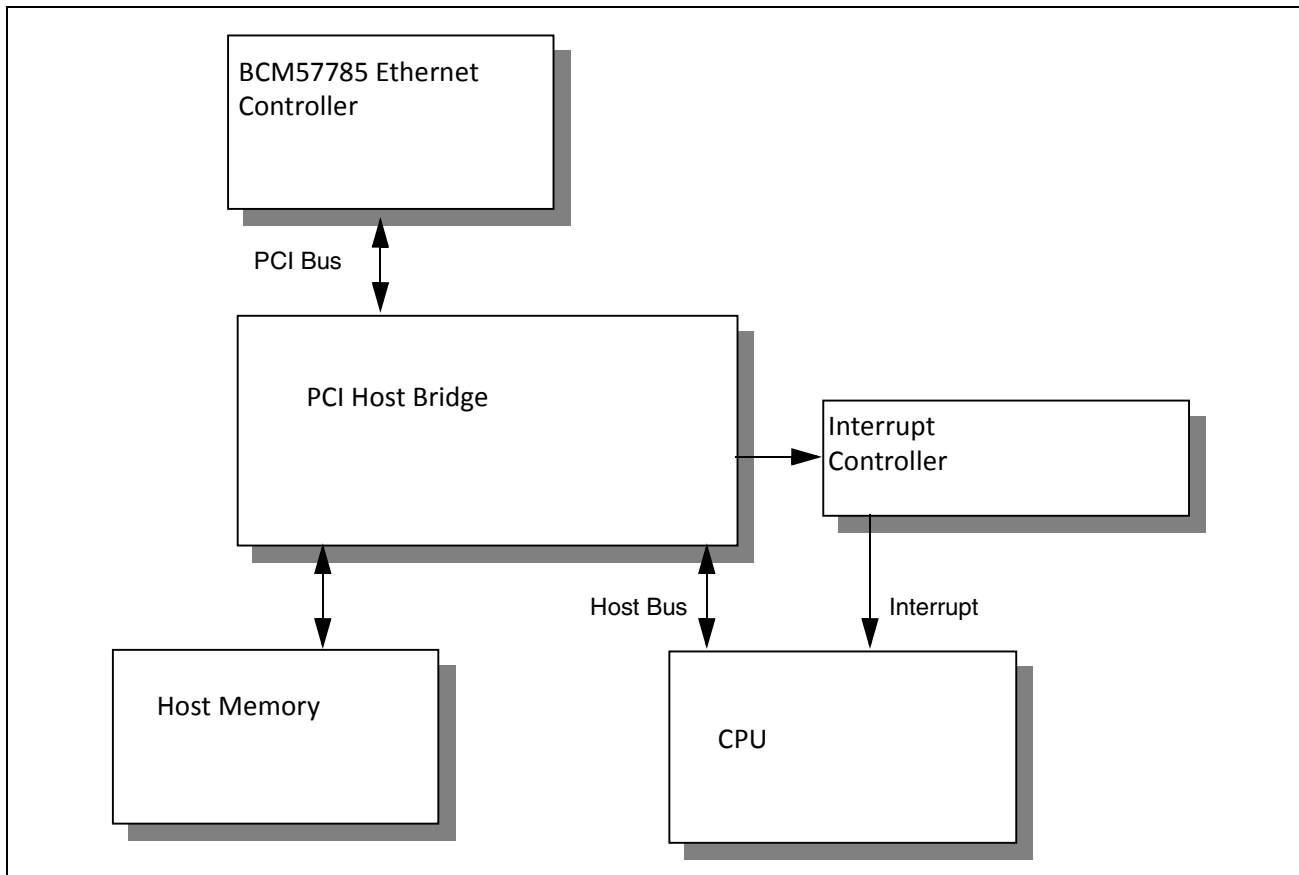 BCM57785 Ethernet
Controller
PCI Bus
PCI Host Bridge
Interrupt
Controller
Host Bus
Interrupt
Host Memory
CPU